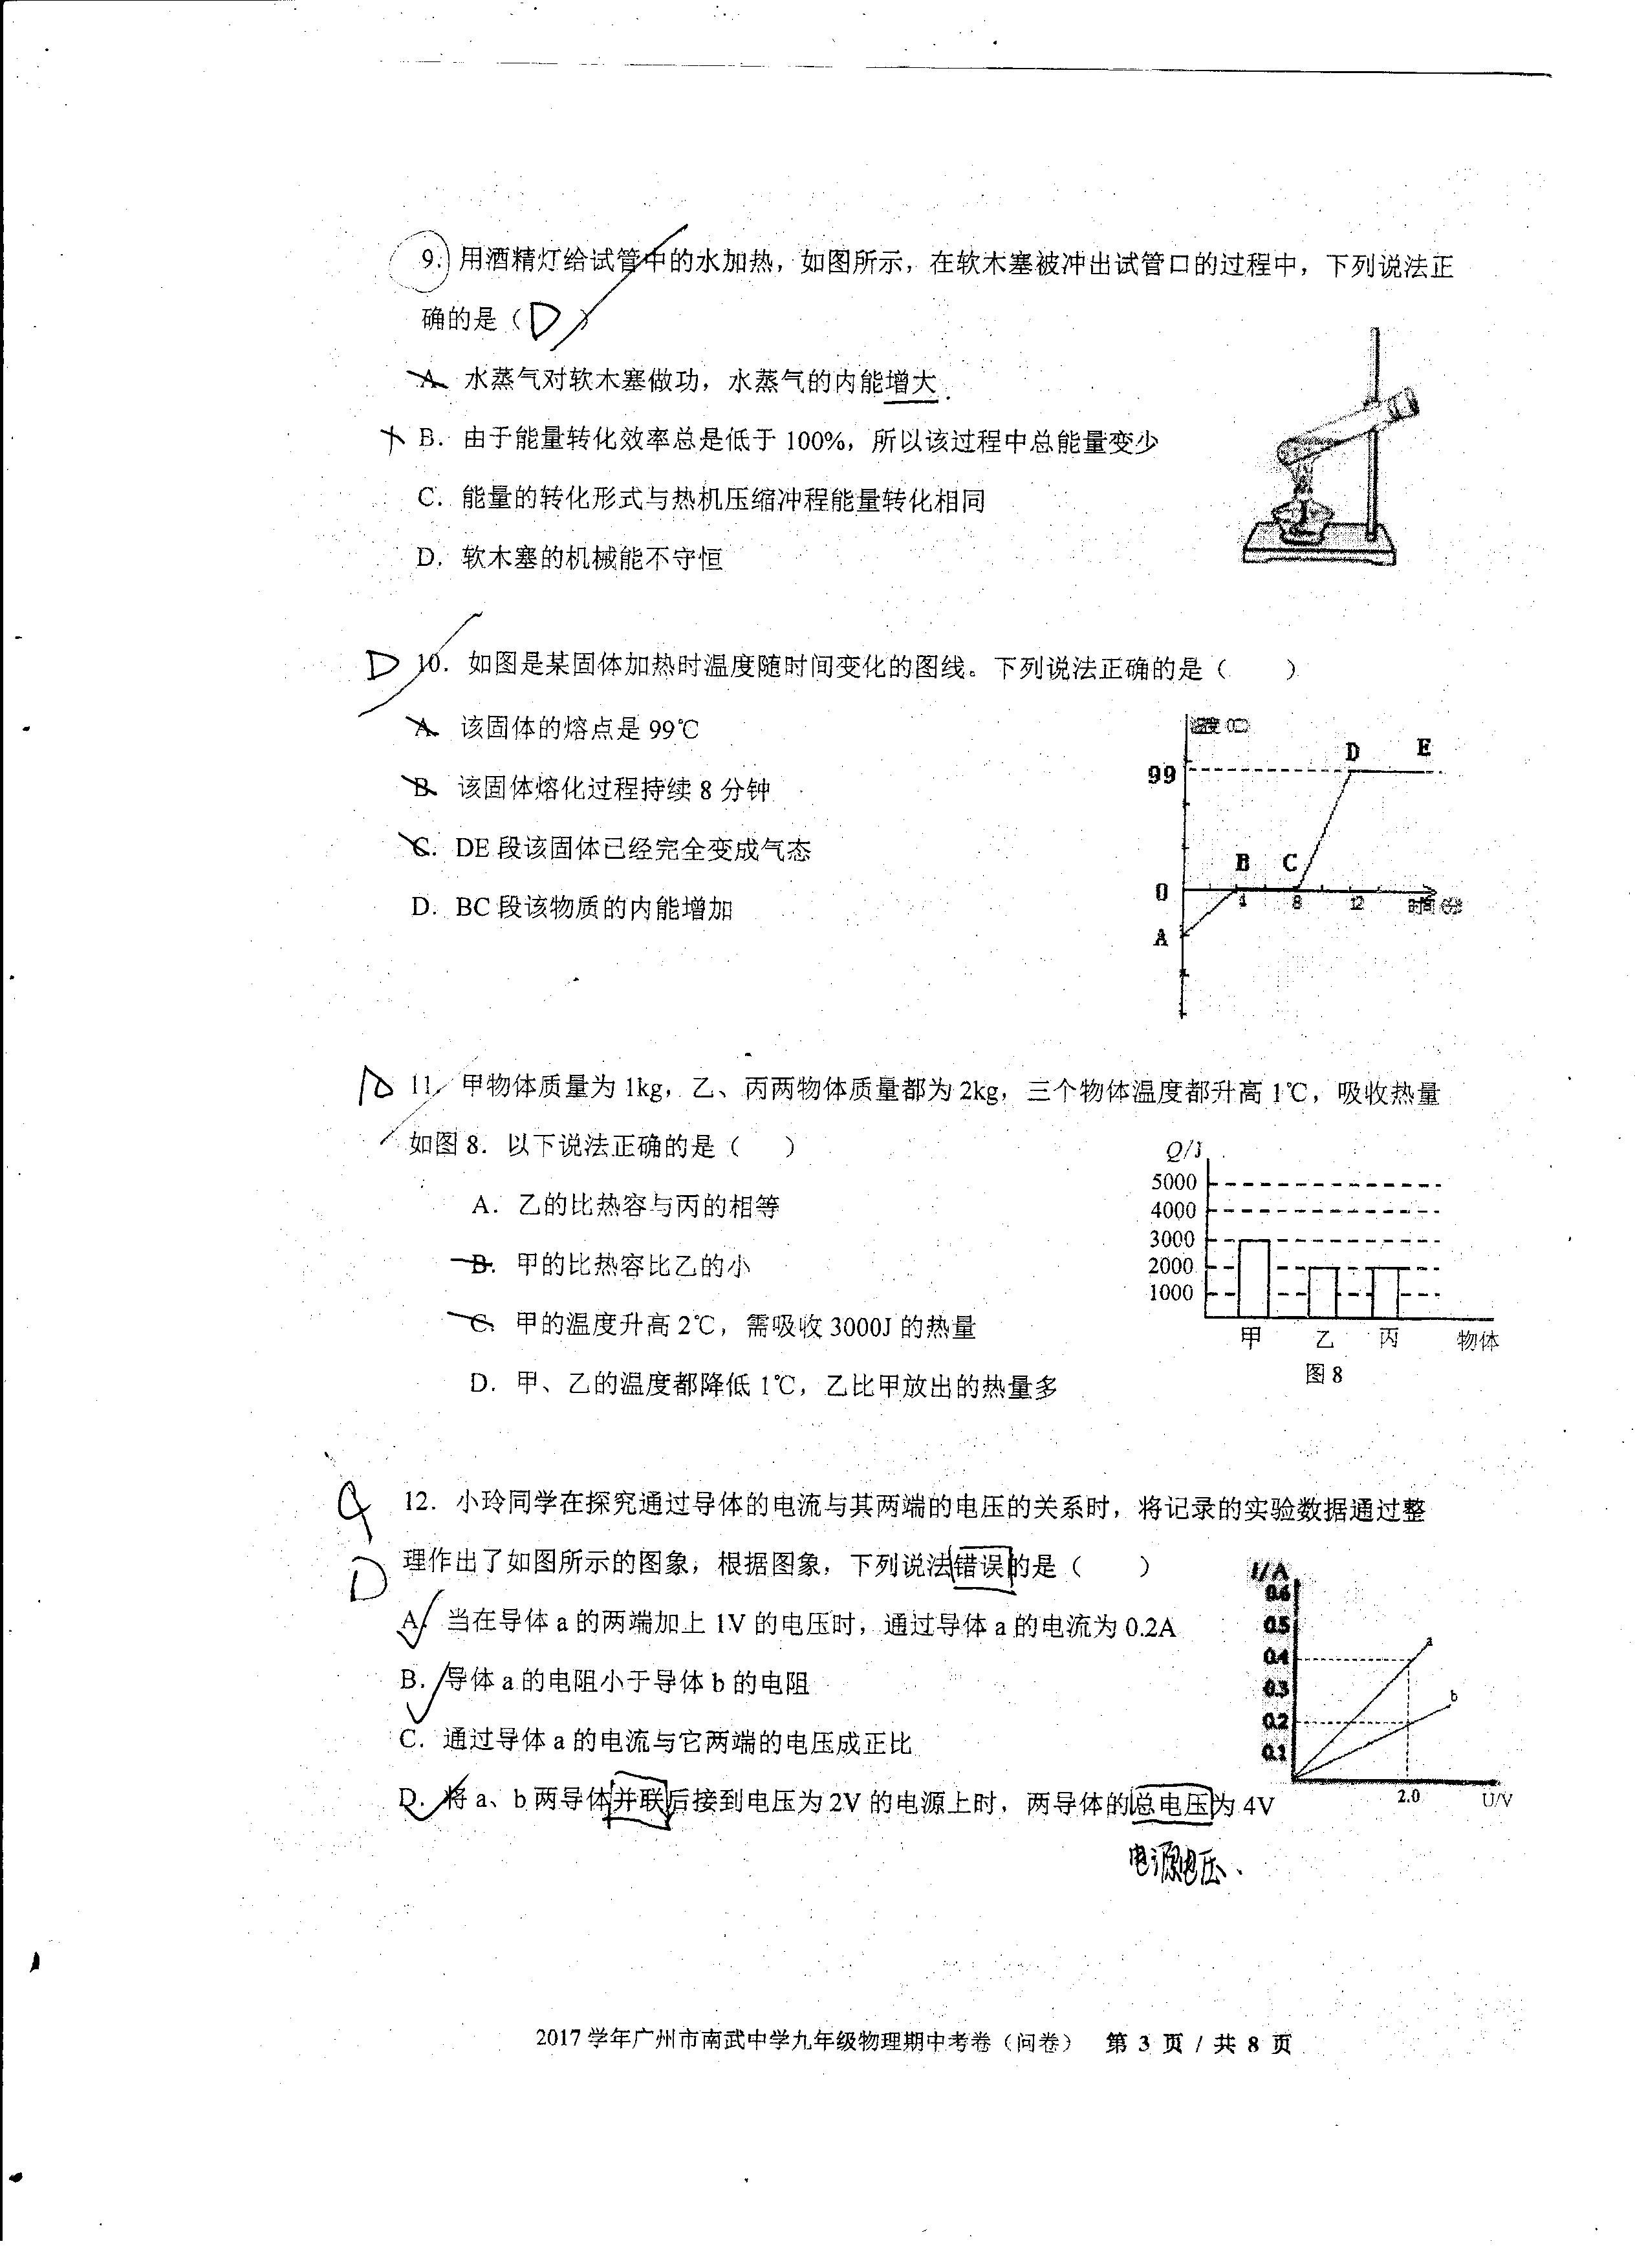 9. 用酒精灯给试管中的水加热，如图所示，在软木塞被冲出试管口的过程中，下列说法正
确的是（ D ）
A. 水蒸气对软木塞做功，水蒸气的内能增大.
B. 由于能量转化效率总是低于 100%，所以该过程中总能量变少
C. 能量的转化形式与热机压缩冲程能量转化相同
D. 软木塞的机械能不守恒
D 10. 如图是某固体加热时温度随时间变化的图线。下列说法正确的是（ ）
A. 该固体的熔点是 99℃
B. 该固体熔化过程持续 8 分钟
C. DE 段该固体已经完全变成气态
D. BC 段该物质的内能增加
温度（℃）
D E
99
B C
0
4 8 12 时间（分）
A
11. 甲物体质量为 1kg，乙、丙两物体质量都为 2kg，三个物体温度都升高 1℃，吸收热量
如图 8. 以下说法正确的是（ ）
A. 乙的比热容与丙的相等
B. 甲的比热容比乙的小
C. 甲的温度升高 2℃，需吸收 3000J 的热量
D. 甲、乙的温度都降低 1℃，乙比甲放出的热量多
Q/J
5000
4000
3000
2000
1000
甲 乙 丙 物体
图 8
12. 小玲同学在探究通过导体的电流与其两端的电压的关系时，将记录的实验数据通过整
D 理作出了如图所示的图象，根据图象，下列说法错误的是（ ）
A. 当在导体 a 的两端加上 1V 的电压时，通过导体 a 的电流为 0.2A
B. 导体 a 的电阻小于导体 b 的电阻
C. 通过导体 a 的电流与它两端的电压成正比
D. 将 a、b 两导体并联后接到电压为 2V 的电源上时，两导体的总电压为 4V
电源电压、
I/A
0.6
0.5
0.4
0.3
0.2
0.1
a
b
2.0 U/V
2017 学年广州市南武中学九年级物理期中考卷（问卷） 第 3 页 / 共 8 页